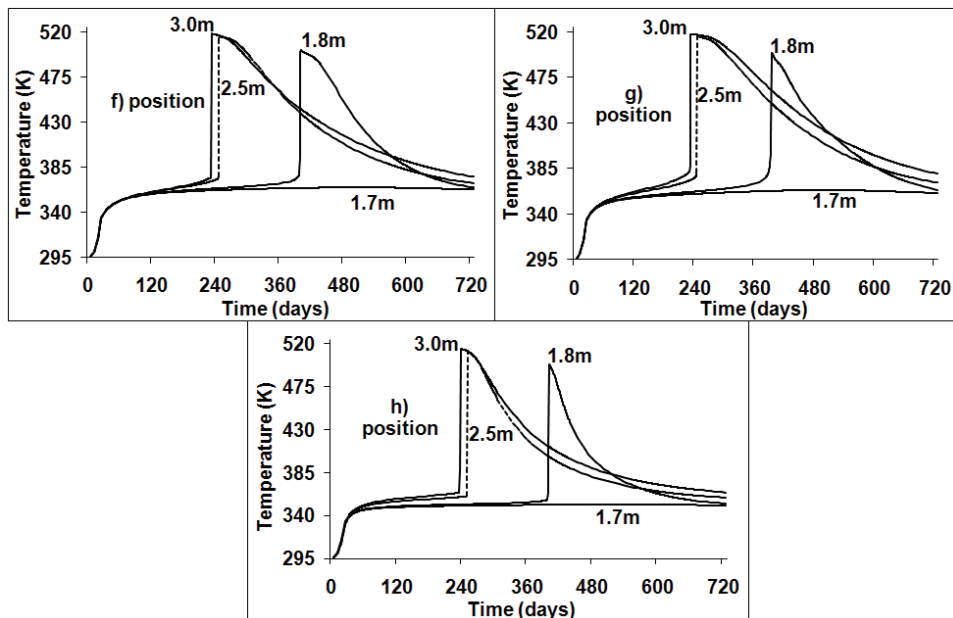 520
475
430
385
340
295
Temperature (K)
3.0m
1.8m
f) position
2.5m
1.7m
0 120 240 360 480 600 720
Time (days)
520
475
430
385
340
295
Temperature (K)
3.0m
1.8m
g)
position
2.5m
1.7m
0 120 240 360 480 600 720
Time (days)
520
475
430
385
340
295
Temperature (K)
3.0m
1.8m
h)
position
2.5m
1.7m
0 120 240 360 480 600 720
Time (days)